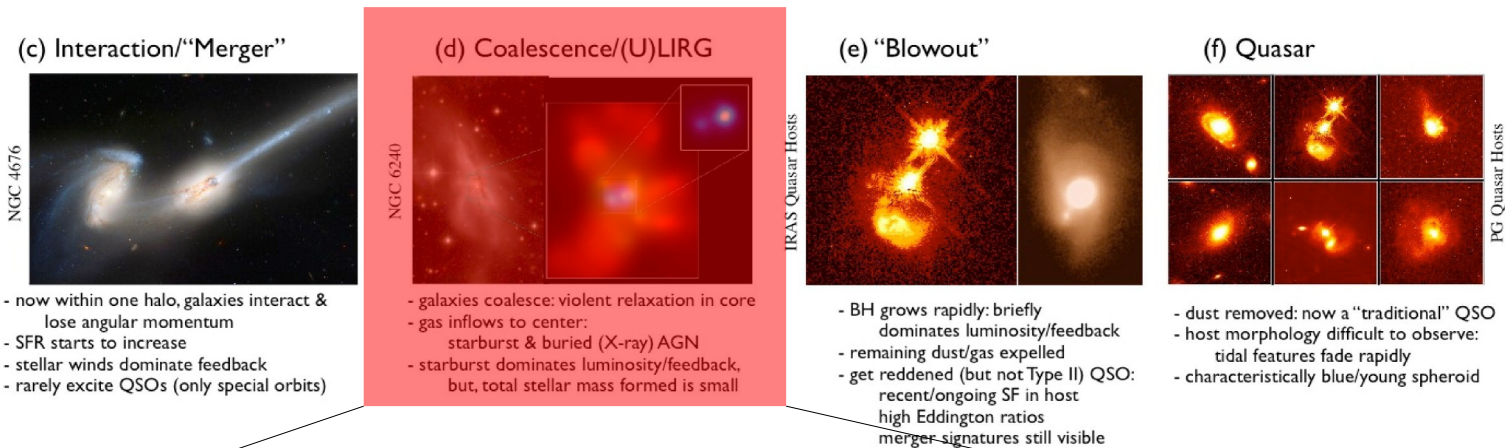 (c) Interaction/“Merger”
NGC 4676
- now within one halo, galaxies interact &
lose angular momentum
- SFR starts to increase
- stellar winds dominate feedback
- rarely excite QSOs (only special orbits)
(d) Coalescence/(U)LIRG
NGC 6240
- galaxies coalesce: violent relaxation in core
- gas inflows to center:
starburst & buried (X-ray) AGN
- starburst dominates luminosity/feedback,
but, total stellar mass formed is small
(e) “Blowout”
IRAS Quasar Hosts
- BH grows rapidly: briefly
dominates luminosity/feedback
- remaining dust/gas expelled
- get reddened (but not Type II) QSO:
recent/ongoing SF in host
high Eddington ratios
merger signatures still visible
(f) Quasar
PG Quasar Hosts
- dust removed: now a “traditional” QSO
- host morphology difficult to observe:
tidal features fade rapidly
- characteristically blue/young spheroid